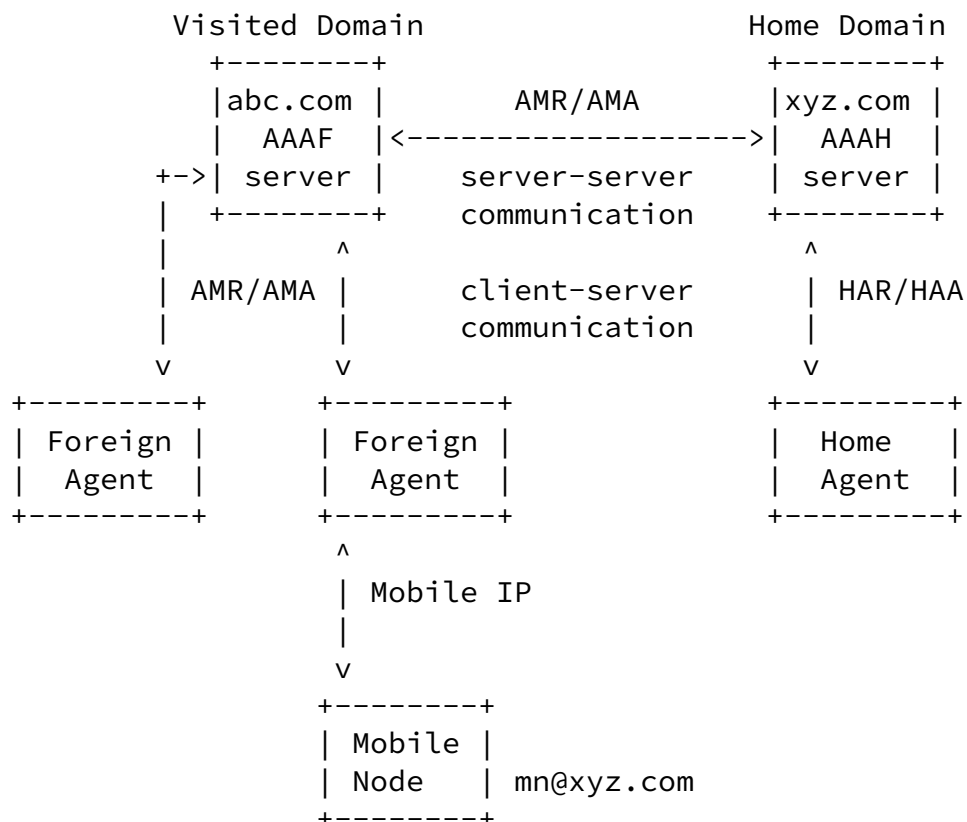 Visited Domain                   Home Domain
  +--------+                      +--------+
  |abc.com |       AMR/AMA        |xyz.com |
  |  AAAF  |<------------------->|  AAAH  |
+->| server |    server-server     | server |
|  +--------+    communication    +--------+
|         ^                         ^
| AMR/AMA |      client-server      | HAR/HAA
|         |      communication      |
v         v                         v
+---------+      +---------+              +---------+
| Foreign |      | Foreign |              |  Home   |
|  Agent  |      |  Agent  |              |  Agent  |
+---------+      +---------+              +---------+
^
| Mobile IP
|
v
+--------+
| Mobile |
| Node   | mn@xyz.com
+--------+